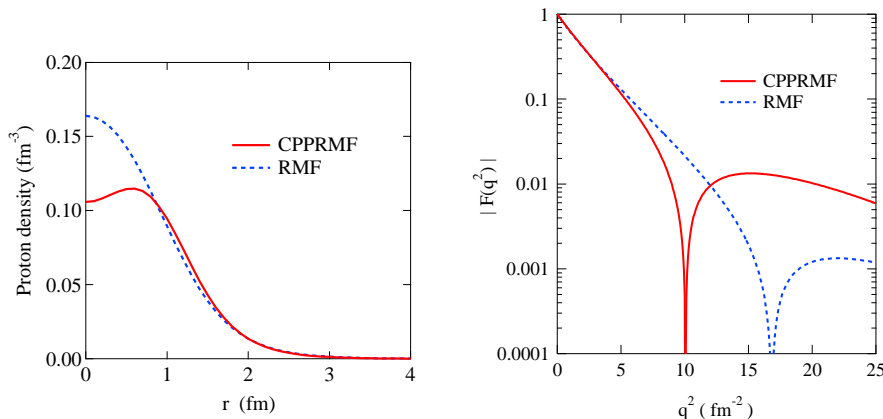 Proton density (fm⁻³)
0.20
0.15
0.10
0.05
0.00
0
1
2
3
4
r (fm)
CPPRMF
RMF
| F(q²) |
1
0.1
0.01
0.001
0.0001
0
5
10
15
20
25
q² ( fm⁻²)
CPPRMF
RMF